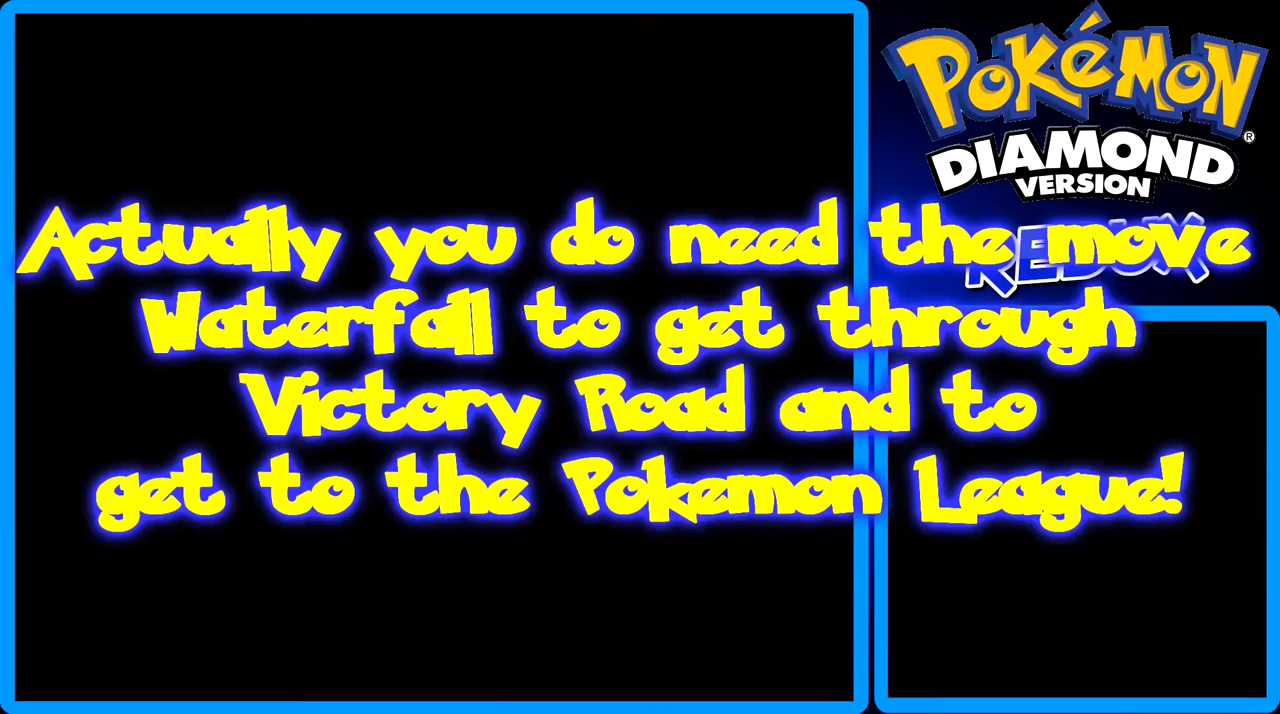 POKéMON
®
DIAMOND
VERSION
REDUX
Actually you do need the move
Waterfall to get through
Victory Road and to
get to the Pokemon League!